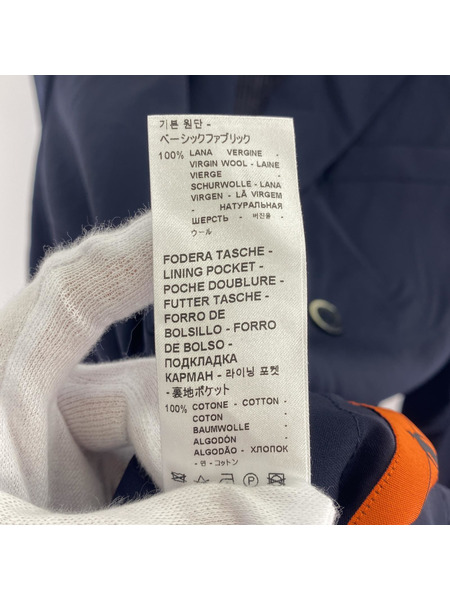 기본 원단 -
ベーシックファブリック
100% LANA VERGINE -
VIRGIN WOOL - LAINE
VIERGE -
SCHURWOLLE - LANA
VIRGEN - LÃ VIRGEM
- НАТУРАЛЬНАЯ
ШЕРСТЬ - 버진울 -
ウール
FODERA TASCHE -
LINING POCKET -
POCHE DOUBLURE -
FUTTER TASCHE -
FORRO DE
BOLSILLO - FORRO
DE BOLSO -
ПОДКЛАДКА
КАРМАН - 라이닝 포켓
- 裏地ポケット
100% COTONE - COTTON -
COTON -
BAUMWOLLE -
ALGODÓN -
ALGODÃO - ХЛОПОК
- 면 - コットン
P